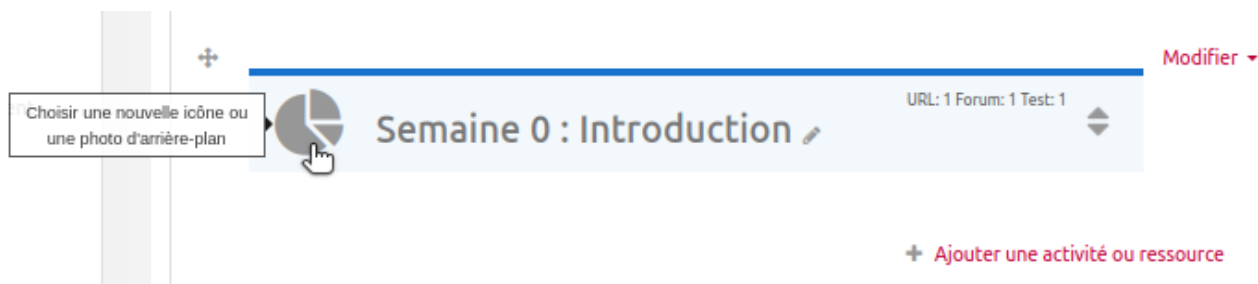 Modifier
Choisir une nouvelle icône ou
une photo d'arrière-plan
URL: 1 Forum: 1 Test: 1
Semaine 0 : Introduction
Ajouter une activité ou ressource